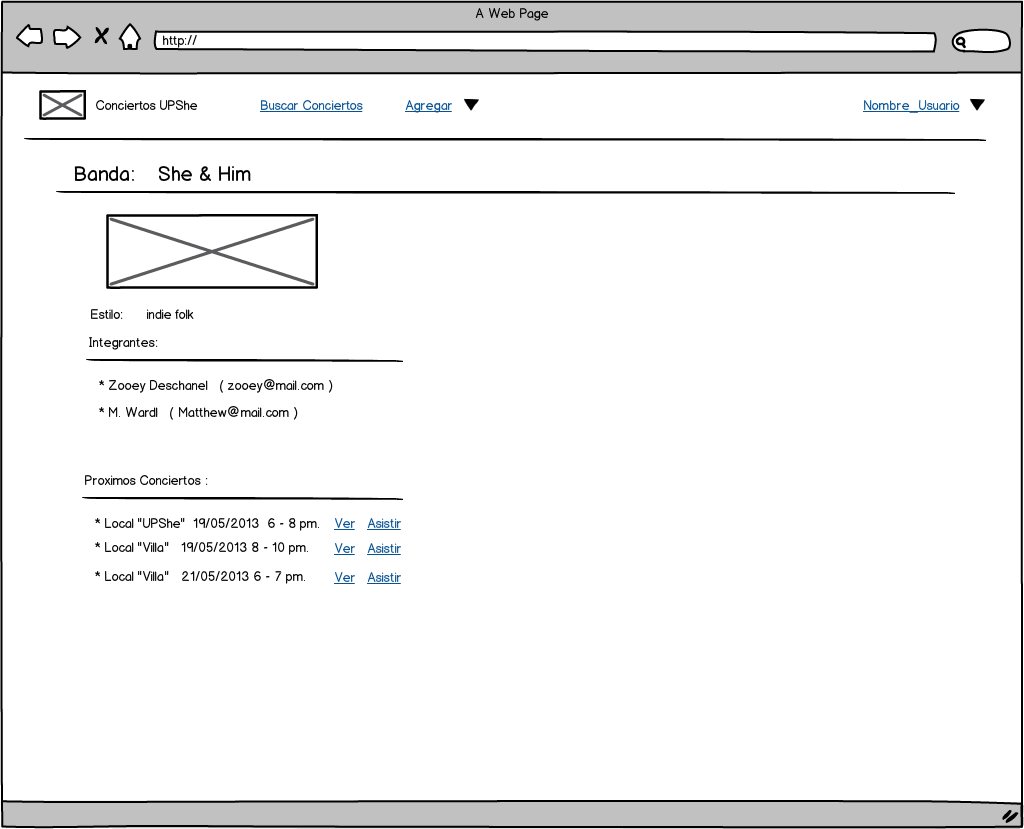 A Web Page
http://
Conciertos UPShe Buscar Conciertos Agregar Nombre_Usuario
Banda: She & Him
Estilo: indie folk
Integrantes:
* Zooey Deschanel ( zooey@mail.com )
* M. Wardl ( Matthew@mail.com )
Proximos Conciertos :
* Local "UPShe" 19/05/2013 6 - 8 pm. Ver Asistir
* Local "Villa" 19/05/2013 8 - 10 pm. Ver Asistir
* Local "Villa" 21/05/2013 6 - 7 pm. Ver Asistir